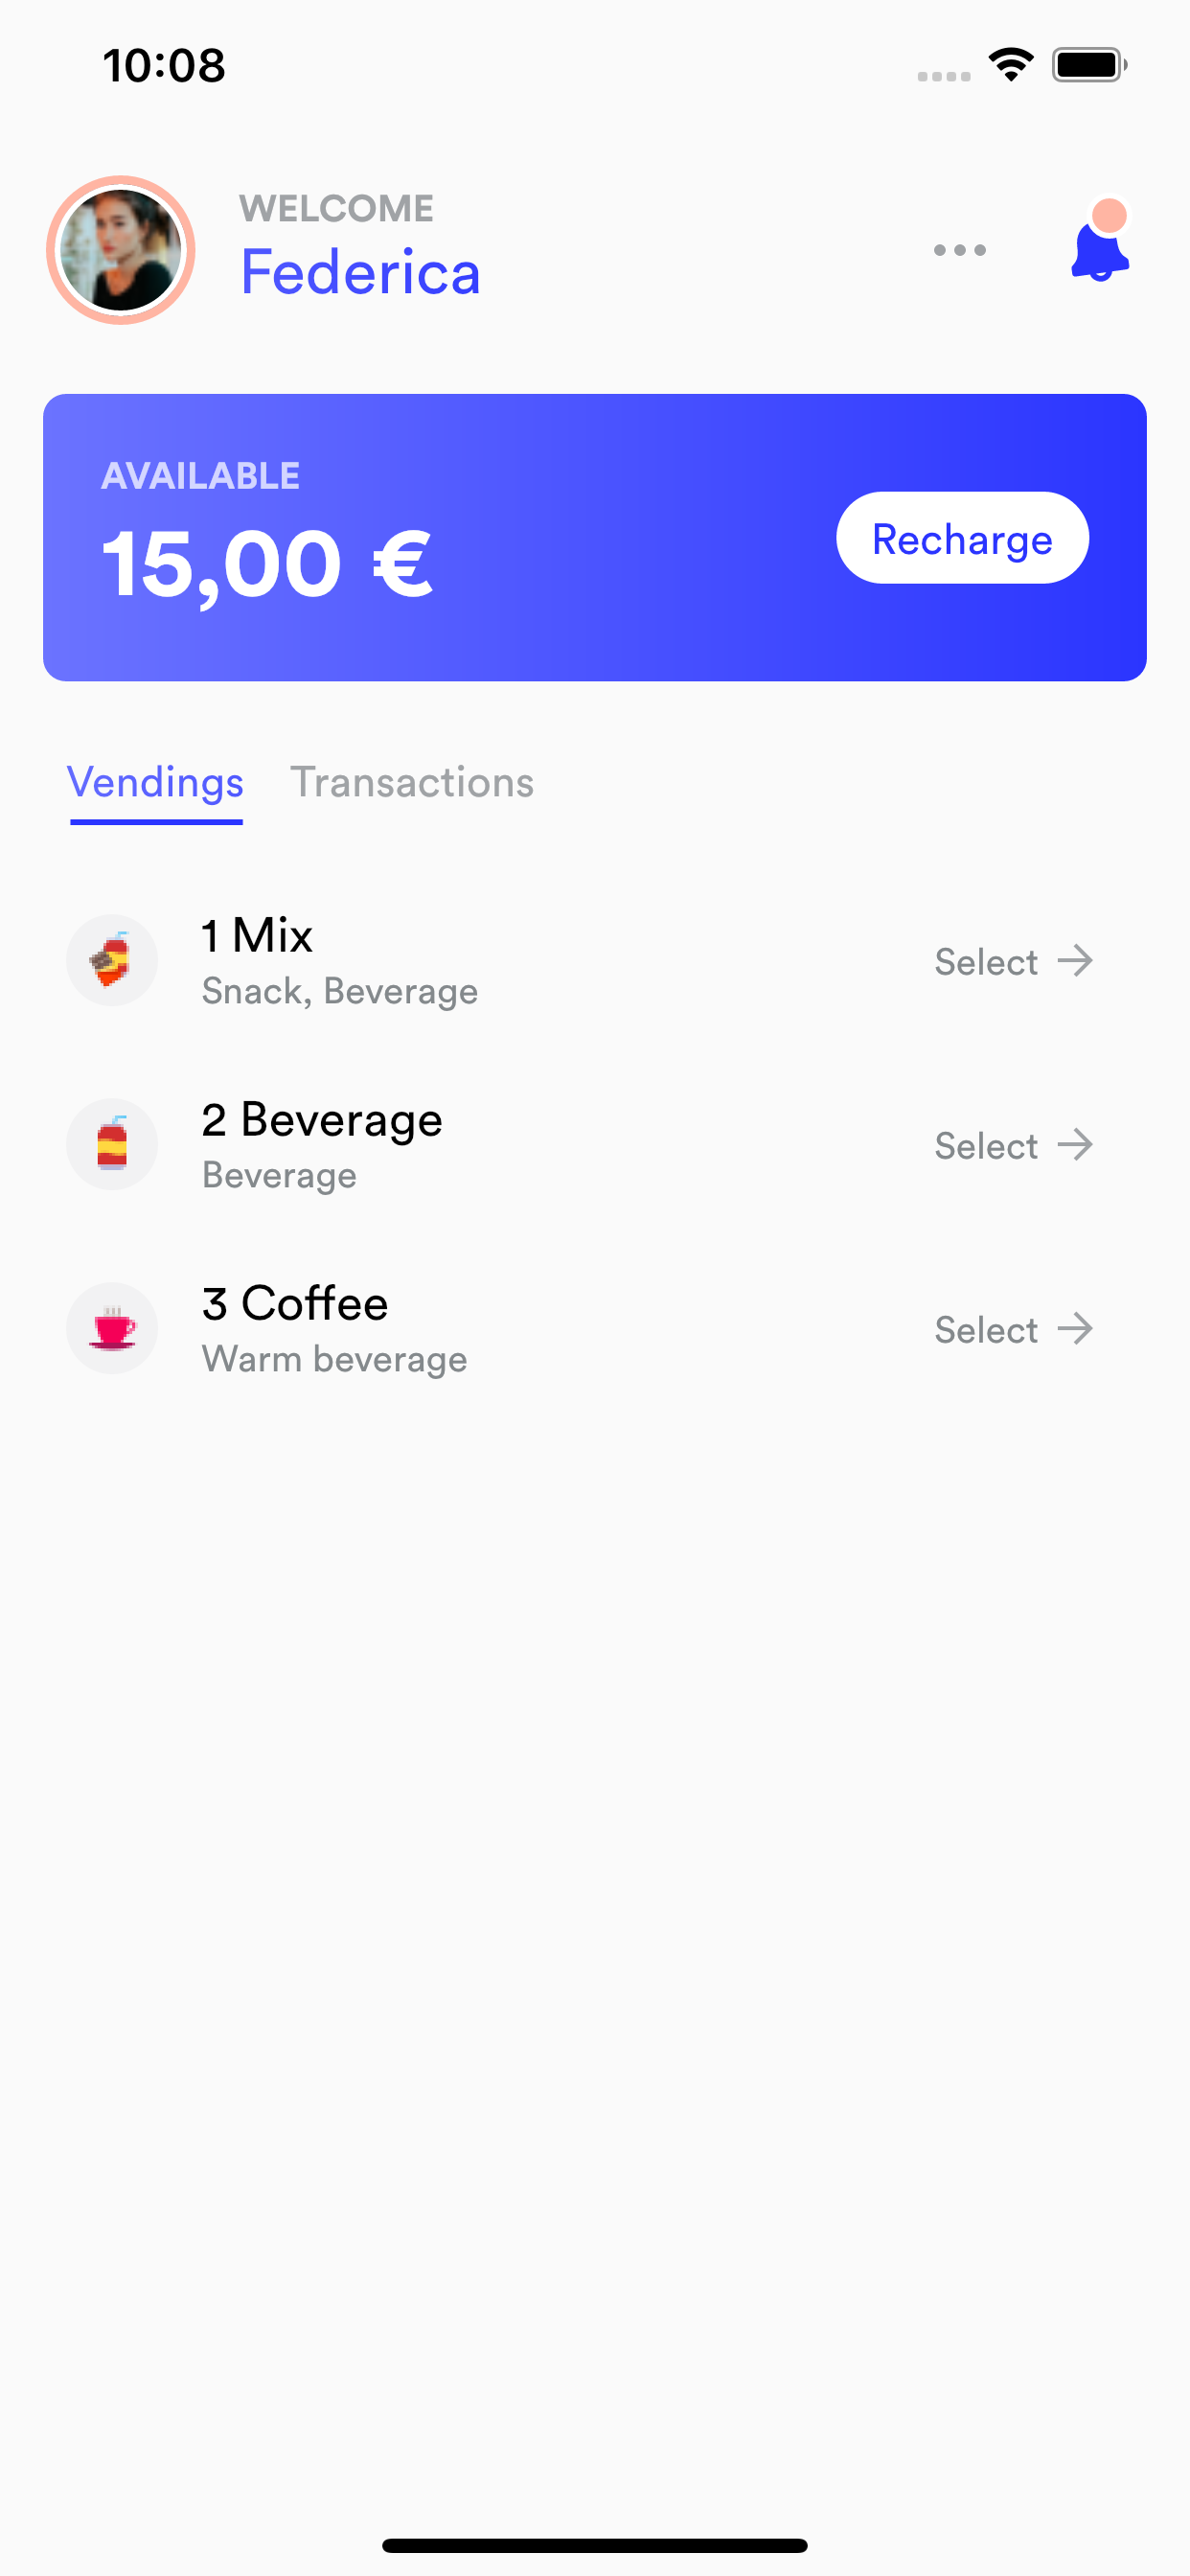 10:08
WELCOME
Federica
AVAILABLE
15,00 €
Recharge
Vendings Transactions
1 Mix
Snack, Beverage
Select
2 Beverage
Beverage
Select
3 Coffee
Warm beverage
Select